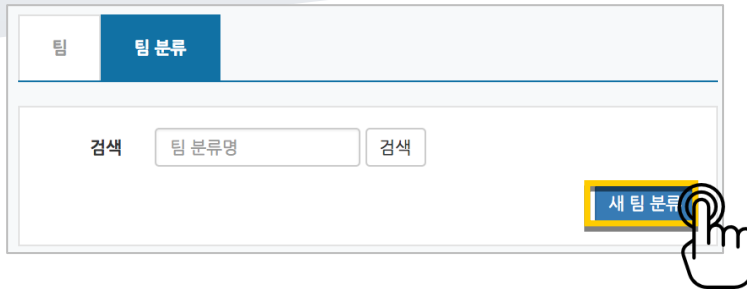 팀 팀 분류
검색 팀 분류명 검색
새 팀 분류